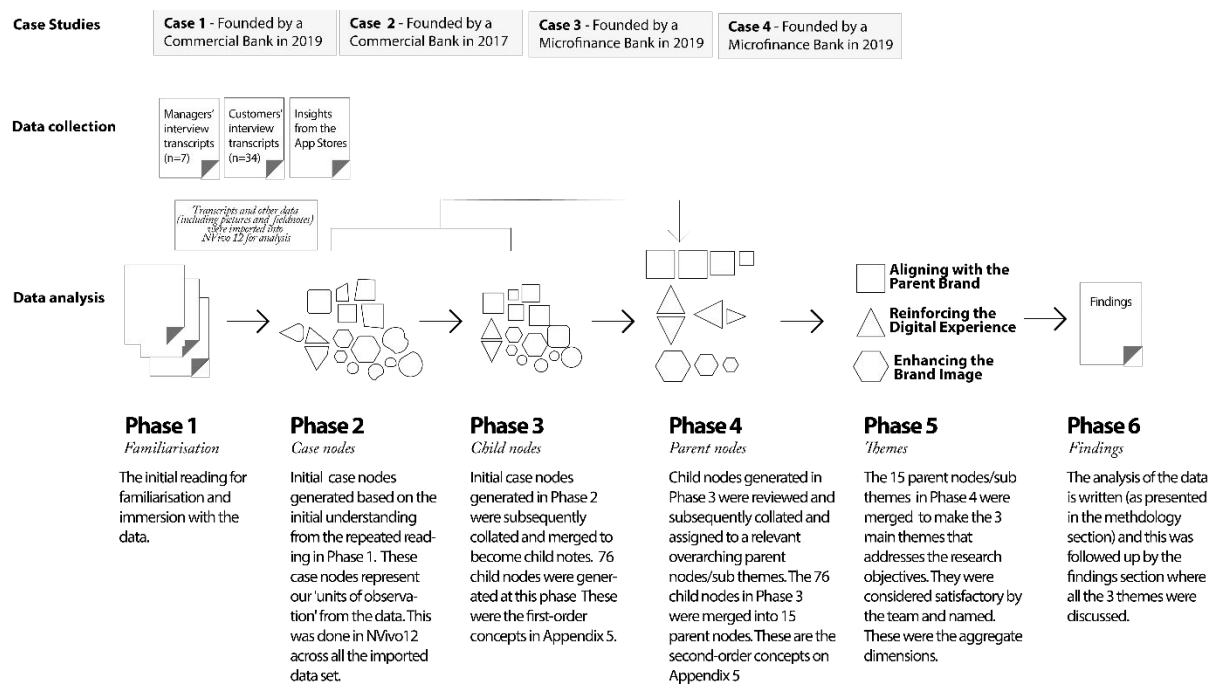 Case Studies
Case 1 - Founded by a
Commercial Bank in 2019
Case 2 - Founded by a
Commercial Bank in 2017
Case 3 - Founded by a
Microfinance Bank in 2019
Case 4 - Founded by a
Microfinance Bank in 2019
Data collection
Managers'
interview
transcripts
(n=7)
Customers'
interview
transcripts
(n=34)
Insights
from the
App Stores
Transcripts and other data
(including pictures and fieldnotes)
were imported into
NVivo 12 for analysis
Data analysis
Aligning with the
Parent Brand
Reinforcing the
Digital Experience
Enhancing the
Brand Image
Findings
Phase 1
Familiarisation
The initial reading for
familiarisation and
immersion with the
data.
Phase 2
Case nodes
Initial case nodes
generated based on the
initial understanding
from the repeated read-
ing in Phase 1. These
case nodes represent
our 'units of observa-
tion' from the data. This
was done in NVivo12
across all the imported
data set.
Phase 3
Child nodes
Initial case nodes
generated in Phase 2
were subsequently
collated and merged to
become child notes. 76
child nodes were gener-
ated at this phase These
were the first-order
concepts in Appendix 5.
Phase 4
Parent nodes
Child nodes generated in
Phase 3 were reviewed and
subsequently collated and
assigned to a relevant
overarching parent
nodes/sub themes. The 76
child nodes in Phase 3
were merged into 15
parent nodes. These are the
second-order concepts on
Appendix 5
Phase 5
Themes
The 15 parent nodes/sub
themes in Phase 4 were
merged to make the 3
main themes that
addresses the research
objectives. They were
considered satisfactory by
the team and named.
These were the aggregate
dimensions.
Phase 6
Findings
The analysis of the data
is written (as presented
in the methdology
section) and this was
followed up by the
findings section where
all the 3 themes were
discussed.